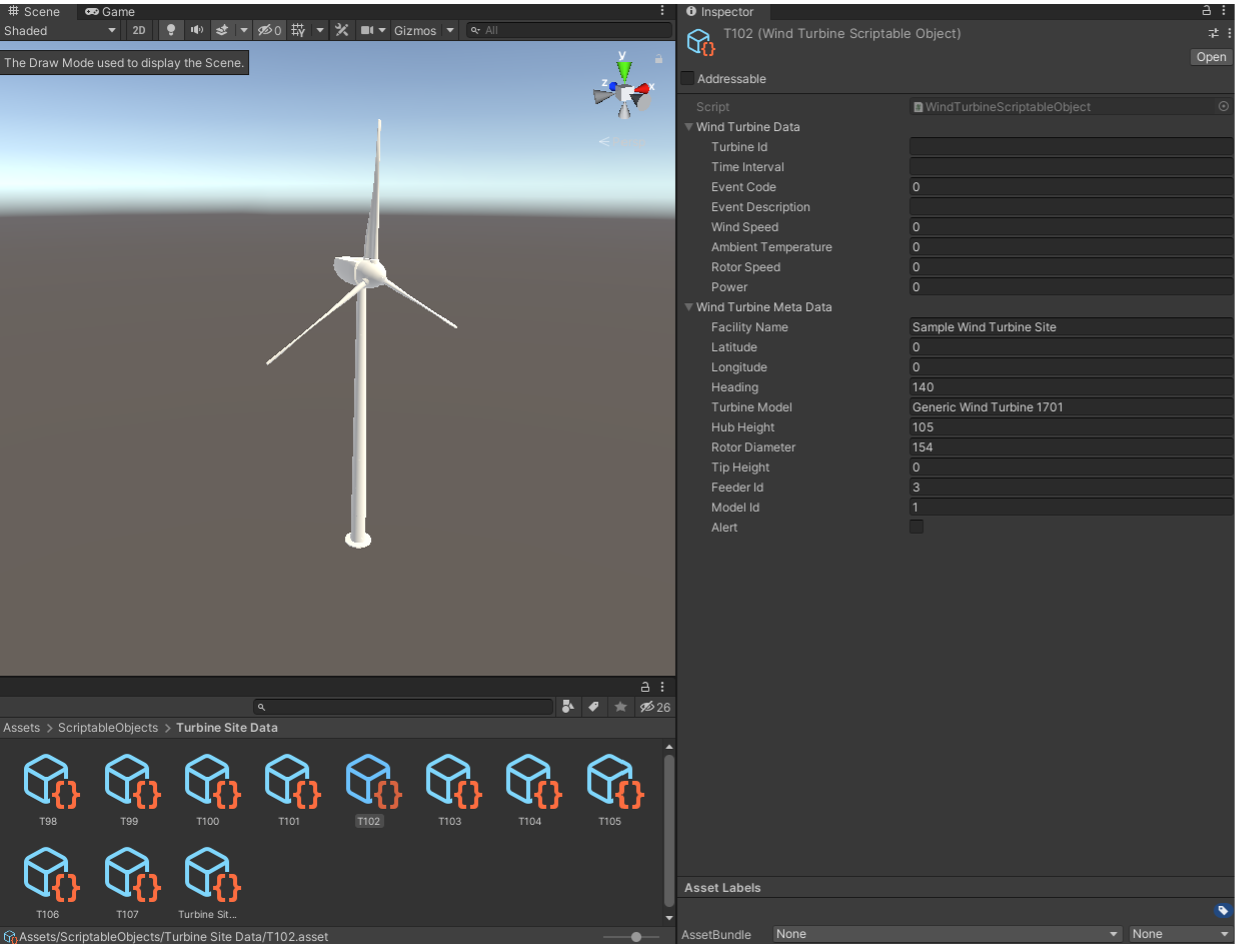 Scene Game
Shaded 2D 0 Gizmos All
The Draw Mode used to display the Scene.
y
z x
Inspector
T102 (Wind Turbine Scriptable Object)
Open
Addressable
Script WindTurbineScriptableObject
Wind Turbine Data
Turbine Id
Time Interval
Event Code 0
Event Description
Wind Speed 0
Ambient Temperature 0
Rotor Speed 0
Power 0
Wind Turbine Meta Data
Facility Name Sample Wind Turbine Site
Latitude 0
Longitude 0
Heading 140
Turbine Model Generic Wind Turbine 1701
Hub Height 105
Rotor Diameter 154
Tip Height 0
Feeder Id 3
Model Id 1
Alert
26
Assets > ScriptableObjects > Turbine Site Data
T98 T99 T100 T101 T102 T103 T104 T105
T106 T107 Turbine Sit...
Assets/ScriptableObjects/Turbine Site Data/T102.asset
Asset Labels
AssetBundle None None